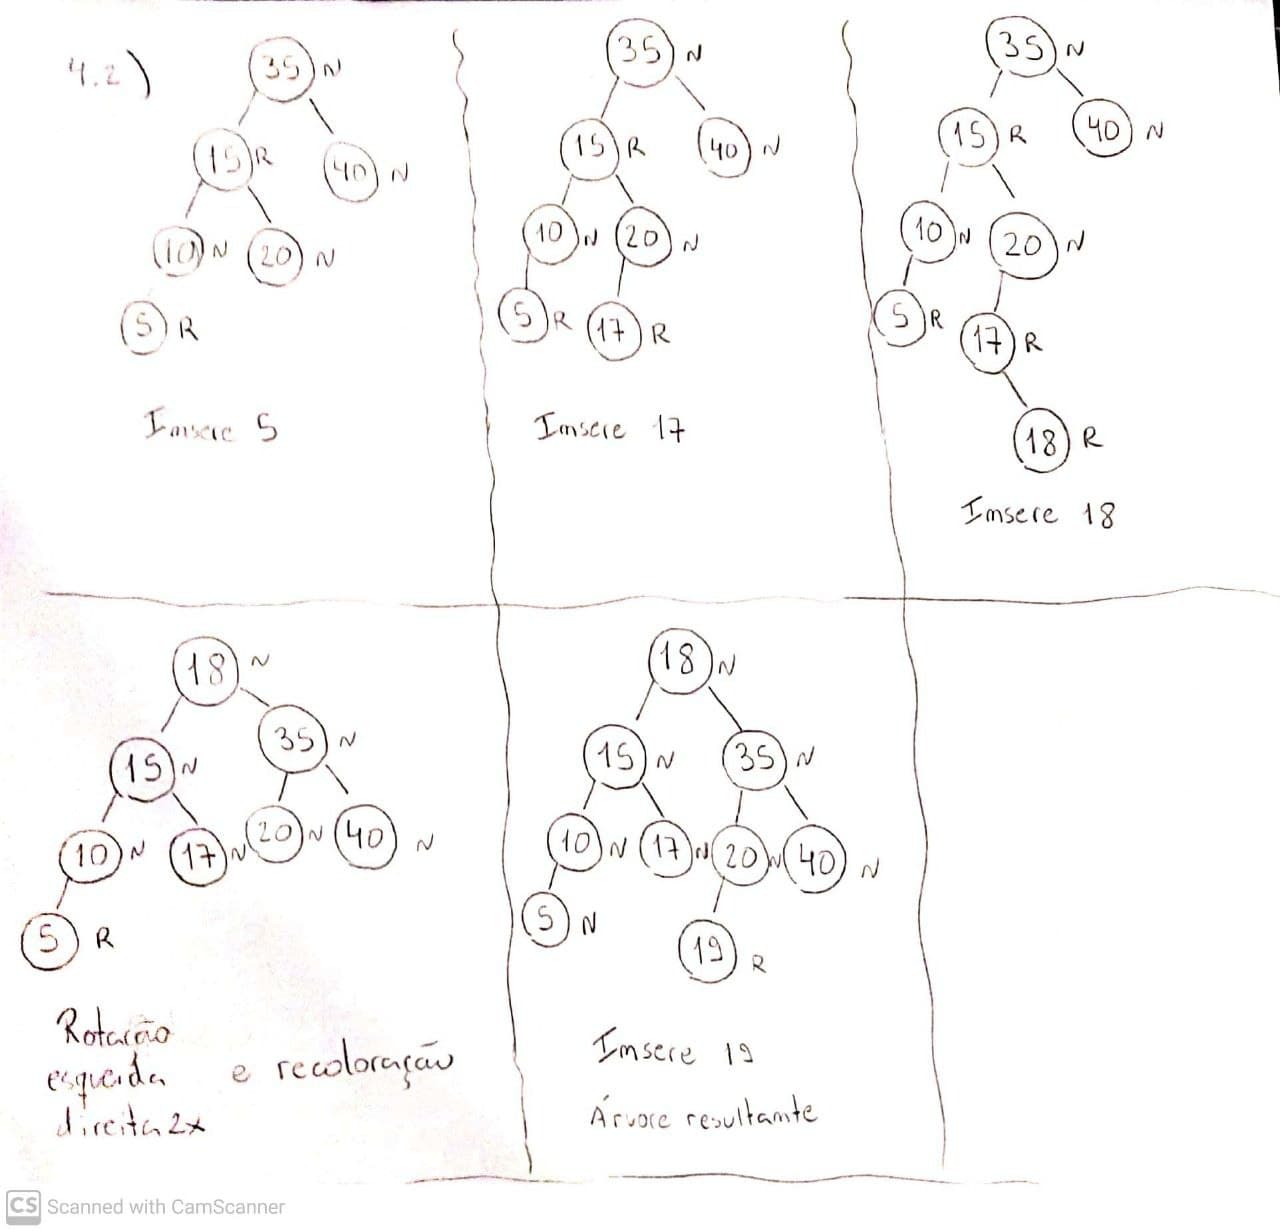 4.2)
35 N
15 R
40 N
10 N 20 N
5 R
Imsere 5
35 N
15 R 40 N
10 N 20 N
5 R 17 R
Imsere 17
35 N
15 R 40 N
10 N 20 N
5 R 17 R
18 R
Imsere 18
18 N
15 N 35 N
10 N 17 N 20 N 40 N
5 R
Rotação
esqueida e recoloração
direita 2x
18 N
15 N 35 N
10 N 17 N 20 N 40 N
5 N
19 R
Imsere 19
Árvore resultamte
CS Scanned with CamScanner